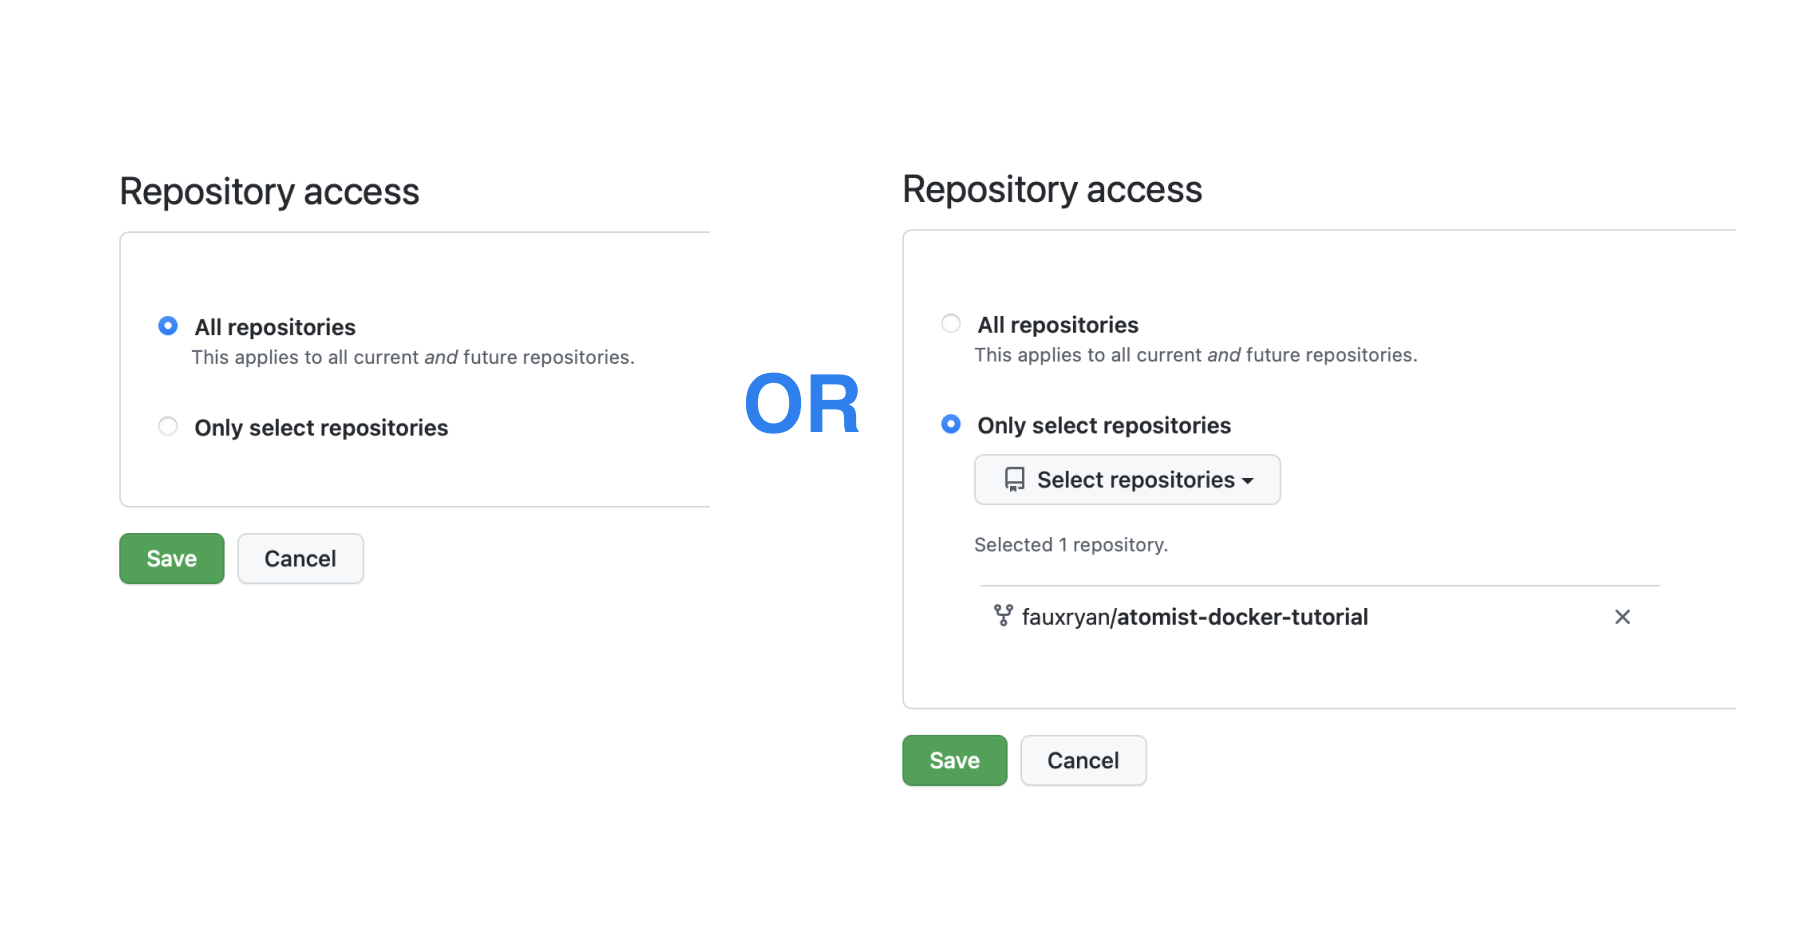 Repository access
All repositories
This applies to all current and future repositories.
Only select repositories
Save
Cancel
OR
Repository access
All repositories
This applies to all current and future repositories.
Only select repositories
Select repositories
Selected 1 repository.
fauxryan/atomist-docker-tutorial
Save
Cancel